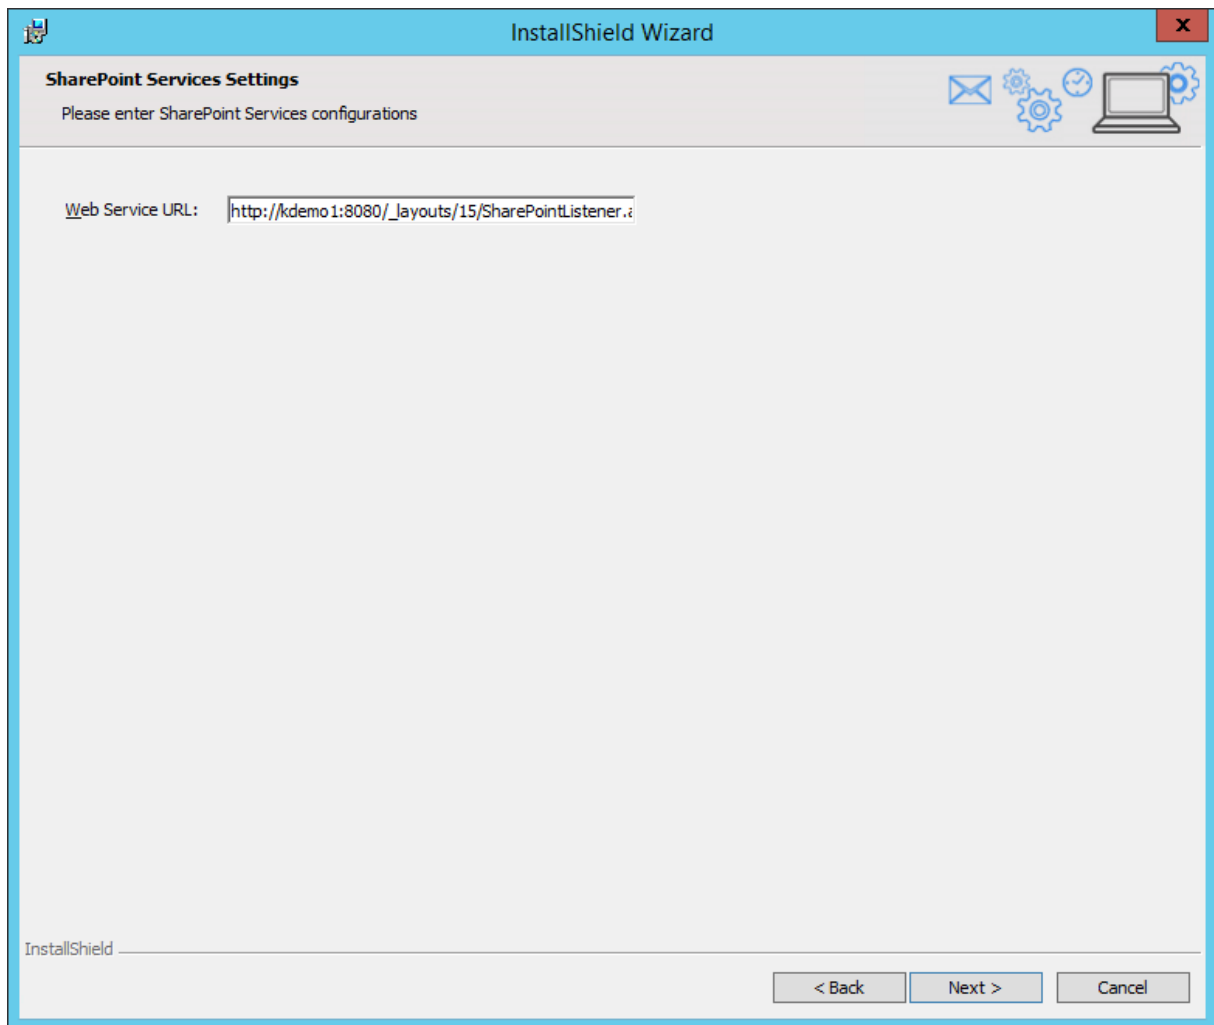 InstallShield Wizard
x
SharePoint Services Settings
Please enter SharePoint Services configurations
Web Service URL: http://kdemo1:8080/_layouts/15/SharePointListener.a
InstallShield
< Back Next > Cancel